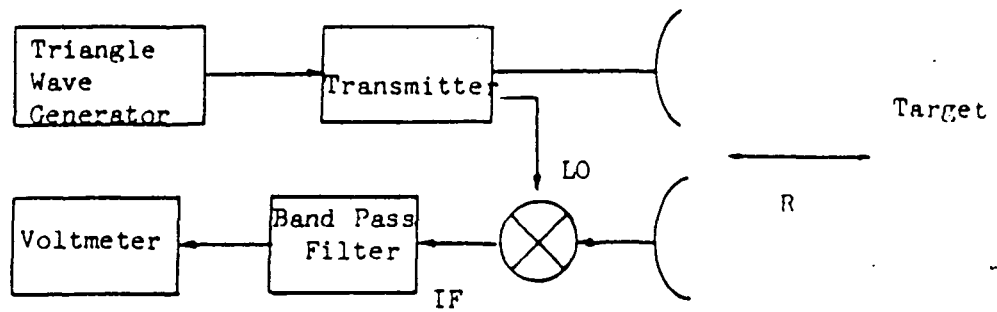 Triangle
Wave
Generator
Transmitter
Target
LO
R
Voltmeter
Band Pass
Filter
IF